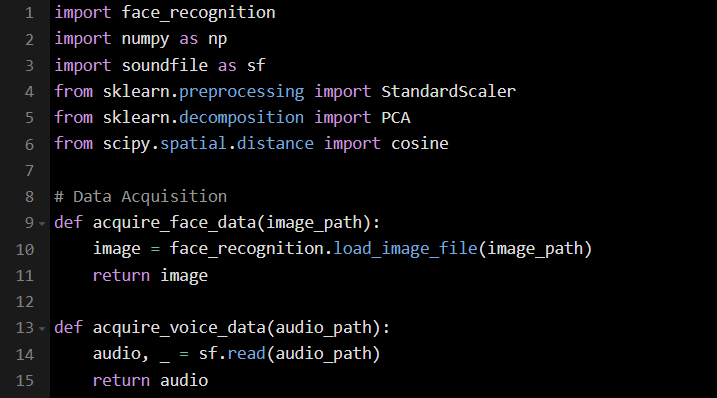 1 import face_recognition
2 import numpy as np
3 import soundfile as sf
4 from sklearn.preprocessing import StandardScaler
5 from sklearn.decomposition import PCA
6 from scipy.spatial.distance import cosine
7
8 # Data Acquisition
9 def acquire_face_data(image_path):
10     image = face_recognition.load_image_file(image_path)
11     return image
12
13 def acquire_voice_data(audio_path):
14     audio, _ = sf.read(audio_path)
15     return audio